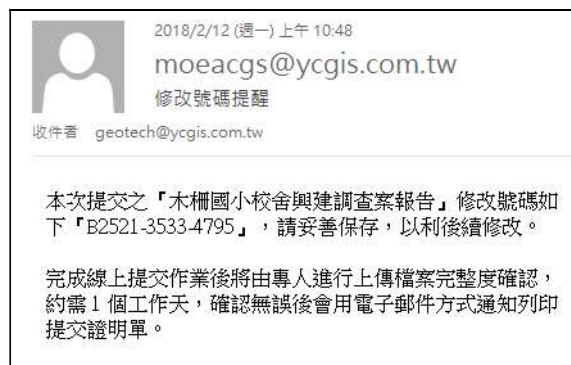 2018/2/12 (週一) 上午 10:48
moeacgs@ycgis.com.tw
修改號碼提醒
收件者 geotech@ycgis.com.tw
本次提交之『木柵國小校舍興建調查案報告』修改號碼如
下『B2521-3533-4795』，請妥善保存，以利後續修改。
完成線上提交作業後將由專人進行上傳檔案完整度確認，
約需 1 個工作天，確認無誤後會用電子郵件方式通知列印
提交證明單。